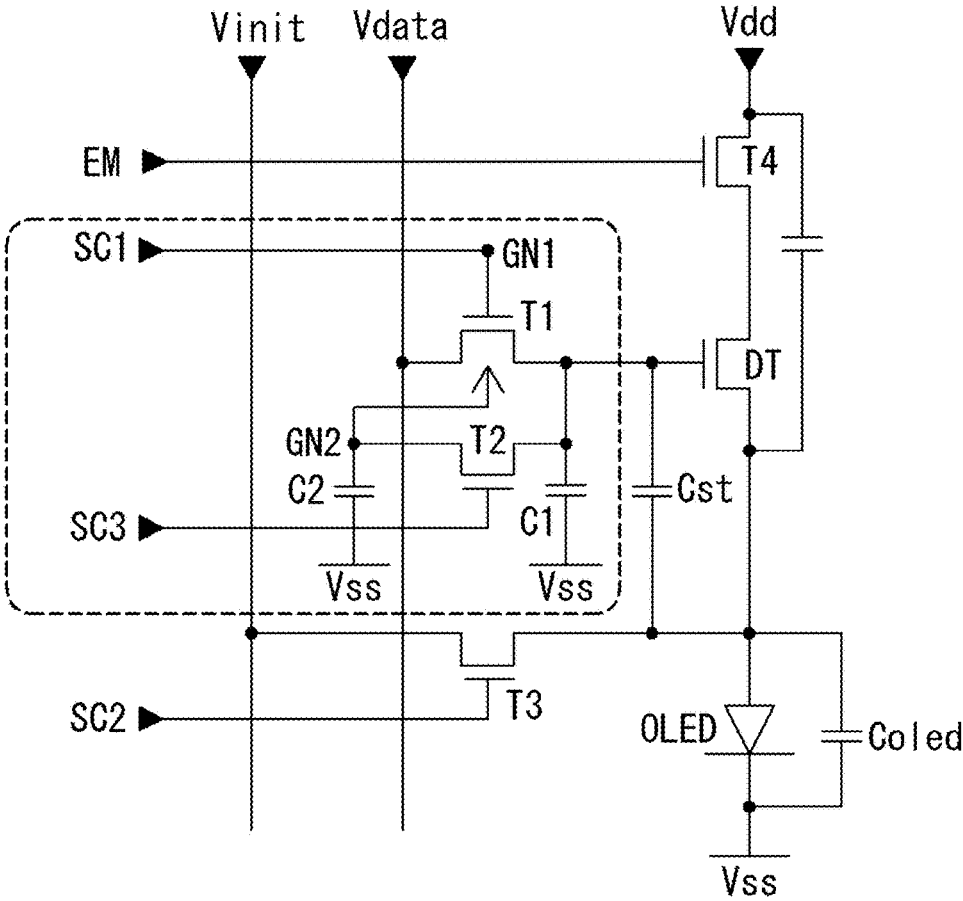 Vinit Vdata Vdd
EM T4
SC1 GN1
T1
DT
GN2 T2
C2 C1 Cst
SC3
Vss Vss
SC2 T3
OLED Coled
Vss